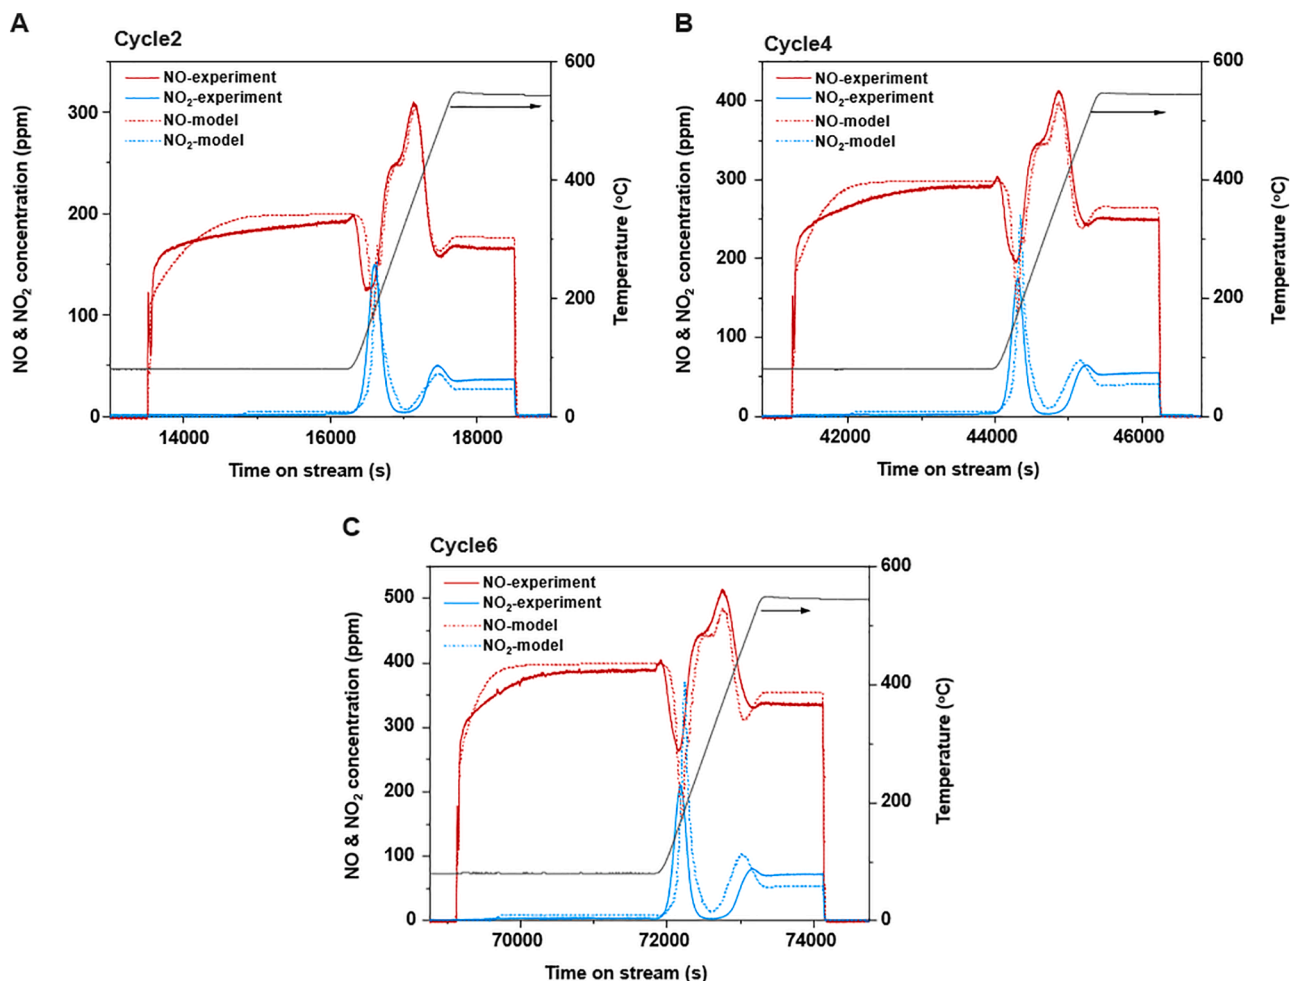 A
Cycle2
NO-experiment
NO₂-experiment
NO-model
NO₂-model
NO & NO₂ concentration (ppm)
300
200
100
0
600
400
200
0
Temperature (°C)
14000 16000 18000
Time on stream (s)
B
Cycle4
NO-experiment
NO₂-experiment
NO-model
NO₂-model
NO & NO₂ concentration (ppm)
400
300
200
100
0
600
400
200
0
Temperature (°C)
42000 44000 46000
Time on stream (s)
C
Cycle6
NO-experiment
NO₂-experiment
NO-model
NO₂-model
NO & NO₂ concentration (ppm)
500
400
300
200
100
0
600
400
200
0
Temperature (°C)
70000 72000 74000
Time on stream (s)